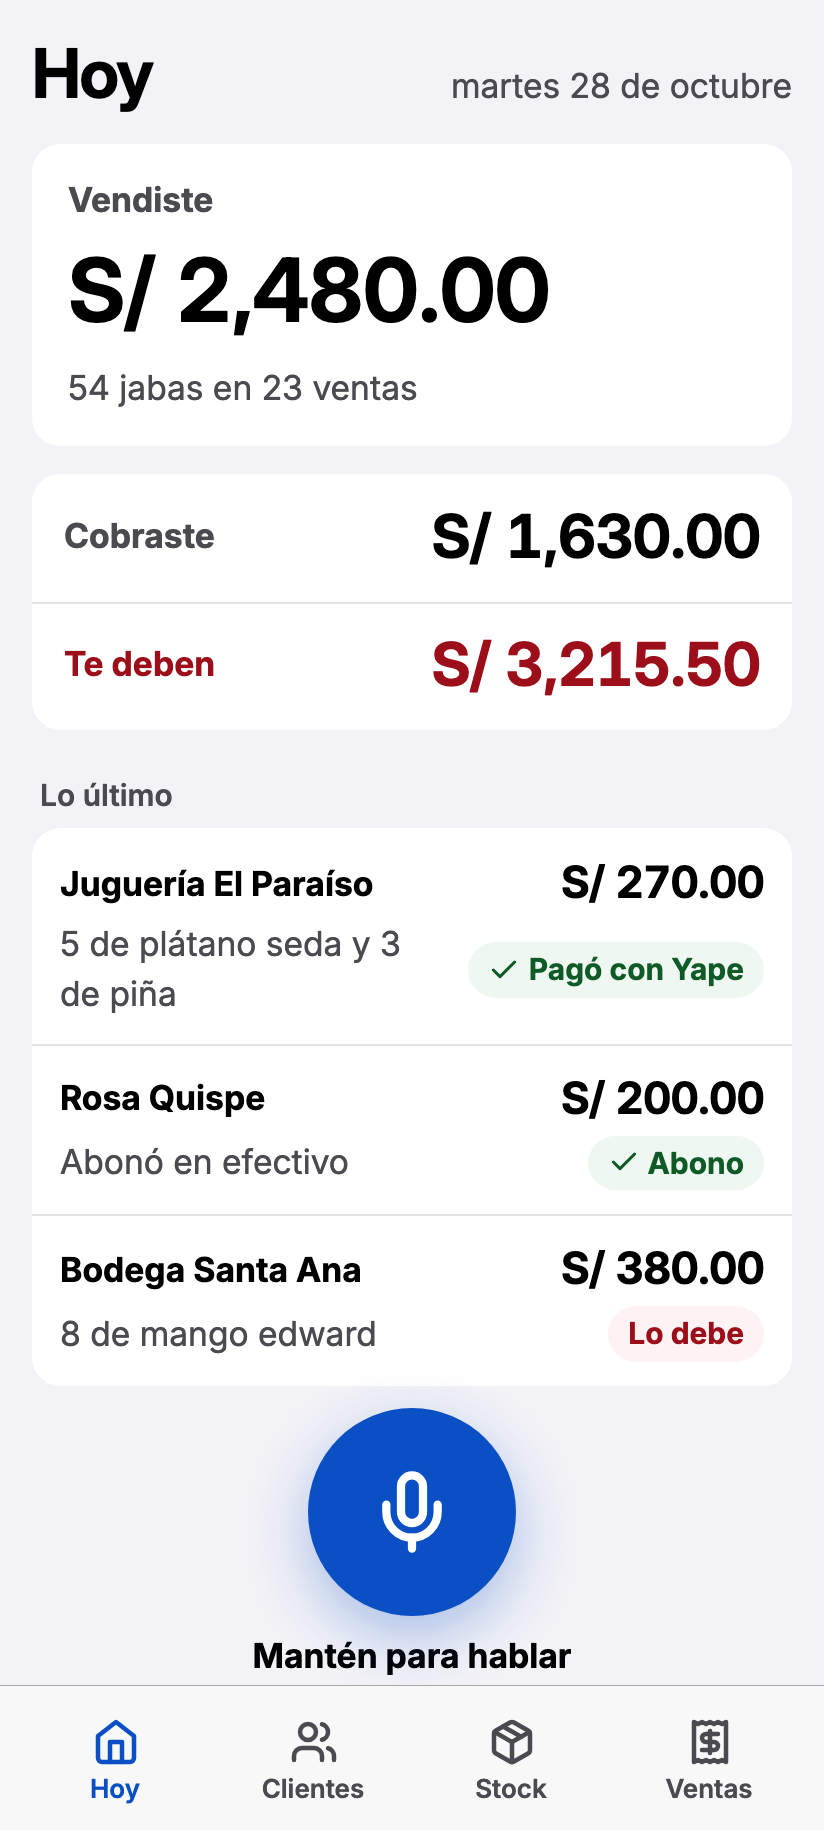 Hoy
martes 28 de octubre
Vendiste
S/ 2,480.00
54 jabas en 23 ventas
Cobraste
S/ 1,630.00
Te deben
S/ 3,215.50
Lo último
Juguería El Paraíso
S/ 270.00
5 de plátano seda y 3
de piña
Pagó con Yape
Rosa Quispe
S/ 200.00
Abonó en efectivo
Abono
Bodega Santa Ana
S/ 380.00
8 de mango edward
Lo debe
Mantén para hablar
Hoy
Clientes
Stock
Ventas